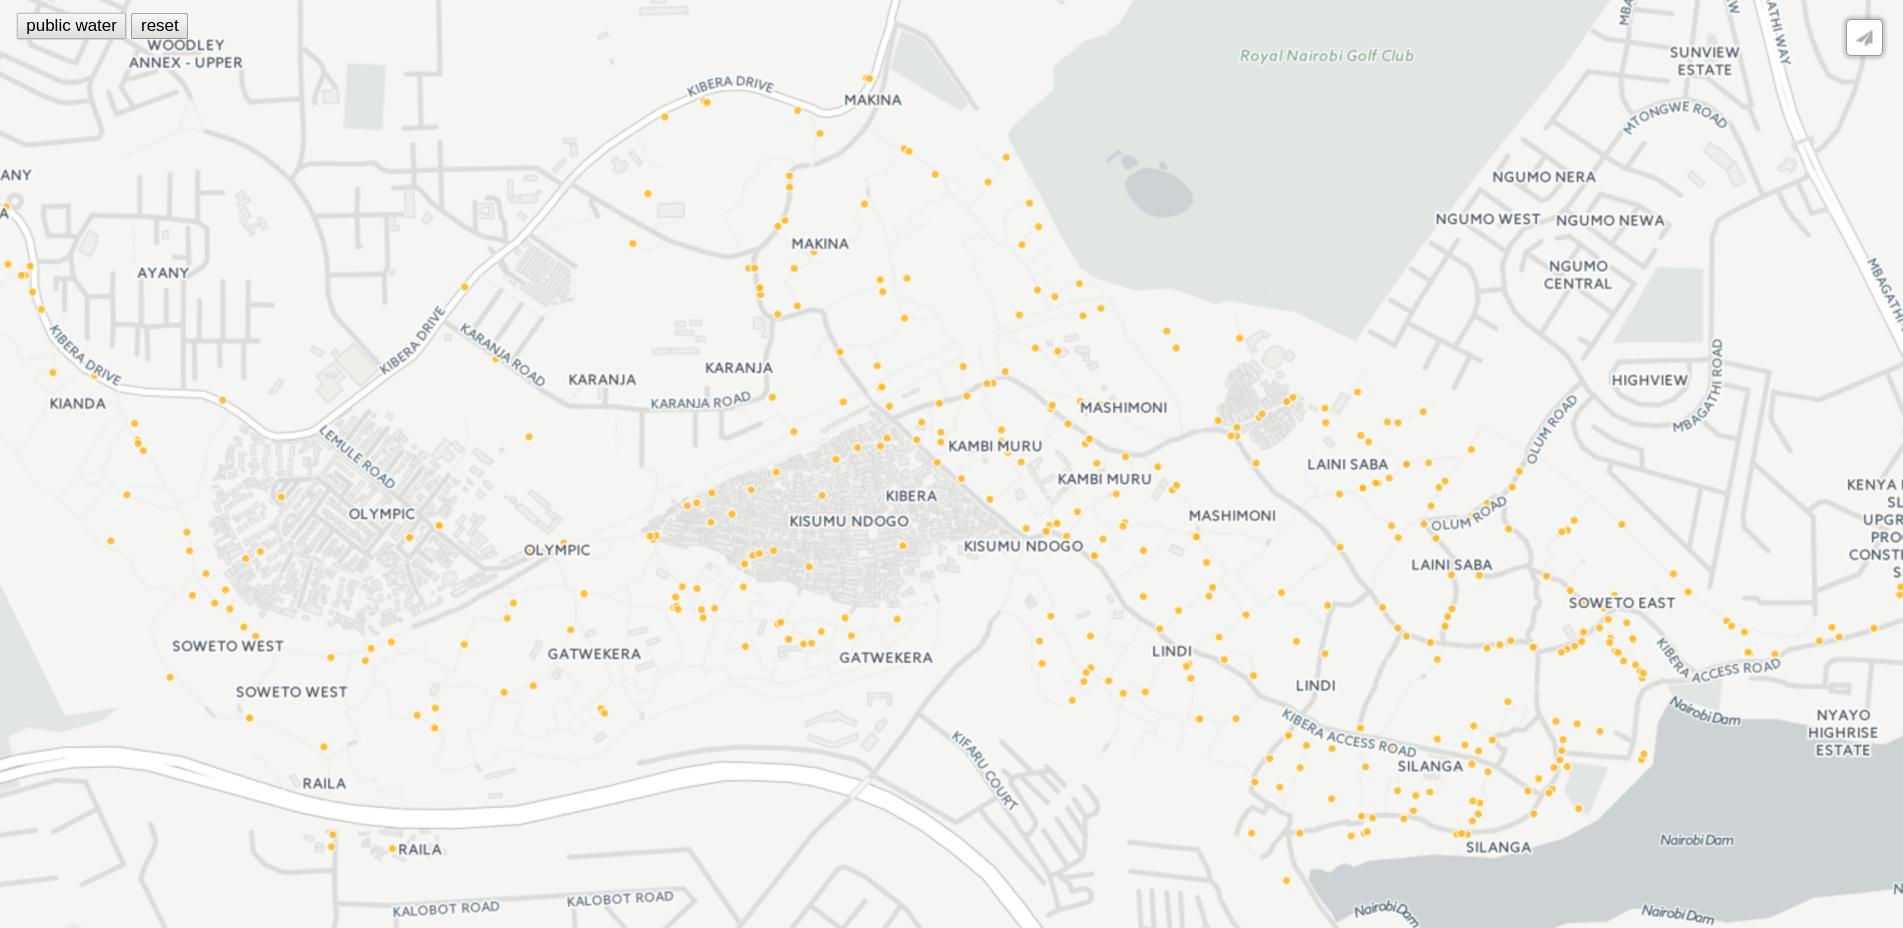 public water
reset
WOODLEY
ANNEX - UPPER
KIBERA DRIVE
MAKINA
Royal Nairobi Golf Club
SUNVIEW
ESTATE
MTONGWE ROAD
MBAGATHI WAY
ANY
A
NGUMO NERA
NGUMO WEST
NGUMO NEWA
MAKINA
AYANY
NGUMO
CENTRAL
KIBERA DRIVE
KIBERA DRIVE
KARANJA ROAD
KARANJA
KARANJA
KARANJA ROAD
HIGHVIEW
MBAGATHI ROAD
MBAGATHI
KIANDA
MASHIMONI
LEMULE ROAD
KAMBI MURU
OLUM ROAD
LAINI SABA
KAMBI MURU
KIBERA
OLYMPIC
KISUMU NDOGO
MASHIMONI
OLUM ROAD
KENYA
SL
UPGR
PRO
CONST
S
OLYMPIC
KISUMU NDOGO
LAINI SABA
SOWETO EAST
SOWETO WEST
GATWEKERA
GATWEKERA
LINDI
KIBERA ACCESS ROAD
SOWETO WEST
LINDI
Nairobi Dam
KIBERA ACCESS ROAD
NYAYO
HIGHRISE
ESTATE
KIFARU COURT
SILANGA
RAILA
RAILA
SILANGA
Nairobi Dam
KALOBOT ROAD
KALOBOT ROAD
Nairobi Dam
Nairobi Dam